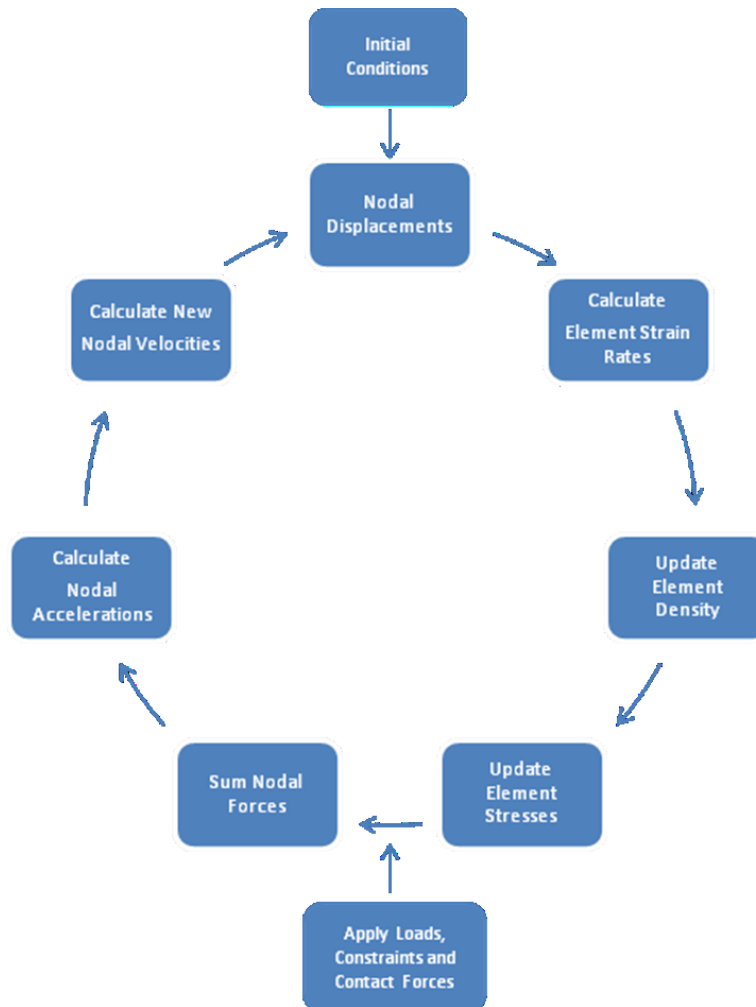 Initial
Conditions
Nodal
Displacements
Calculate
Element Strain
Rates
Update
Element
Density
Update
Element
Stresses
Apply Loads,
Constraints and
Contact Forces
Sum Nodal
Forces
Calculate
Nodal
Accelerations
Calculate New
Nodal Velocities